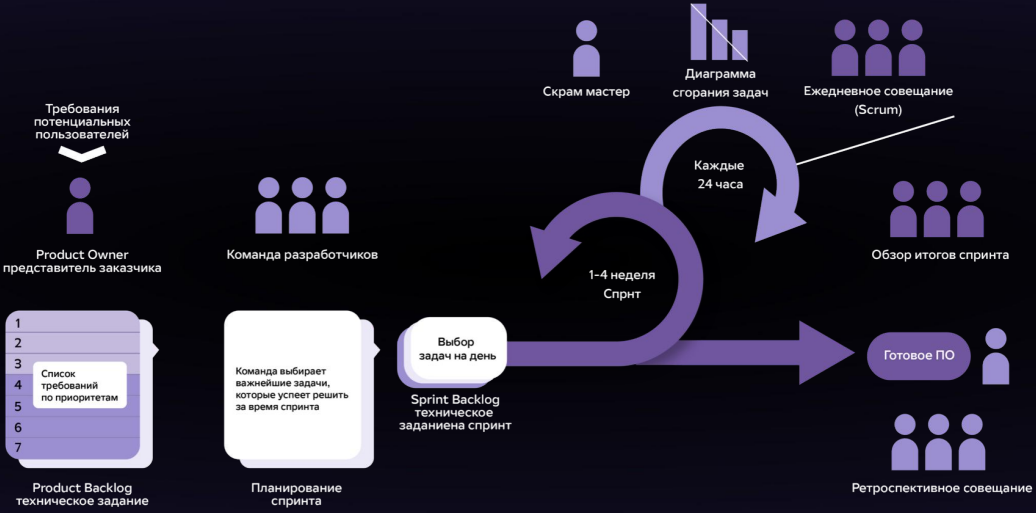 Скрам мастер
Диаграмма
сгорания задач
Ежедневное совещание
(Scrum)
Требования
потенциальных
пользователей
Каждые
24 часа
Product Owner
представитель заказчика
Команда разработчиков
Обзор итогов спринта
1-4 неделя
Спрнт
1
2
3
4
5
6
7
Список
требований
по приоритетам
Команда выбирает
важнейшие задачи,
которые успеет решить
за время спринта
Выбор
задач на день
Готовое ПО
Sprint Backlog
техническое
заданиена спринт
Product Backlog
техническое задание
Планирование
спринта
Ретроспективное совещание